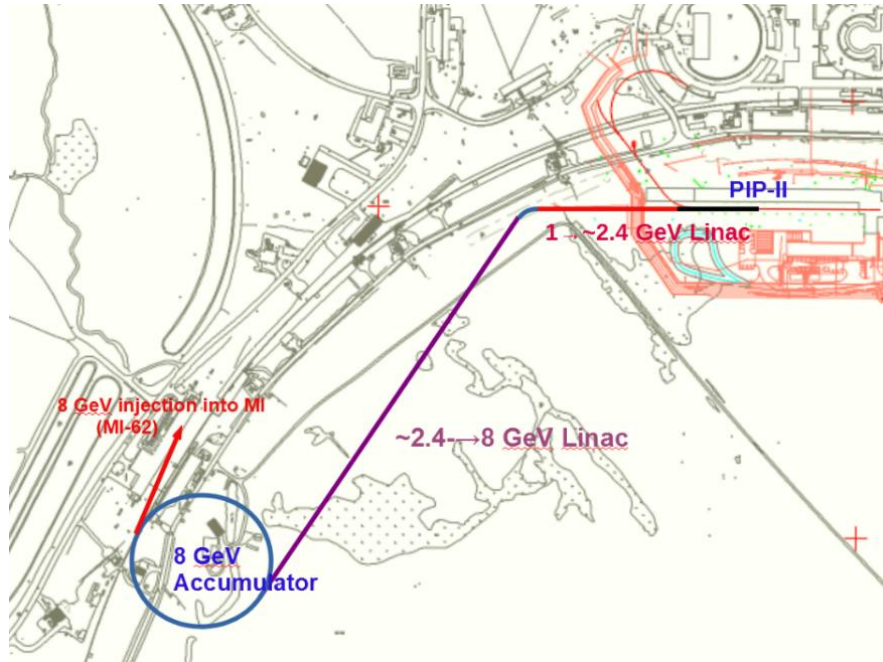 PIP-II
1→~2.4 GeV Linac
8 GeV injection into MI
(MI-62)
~2.4-→8 GeV Linac
8 GeV
Accumulator